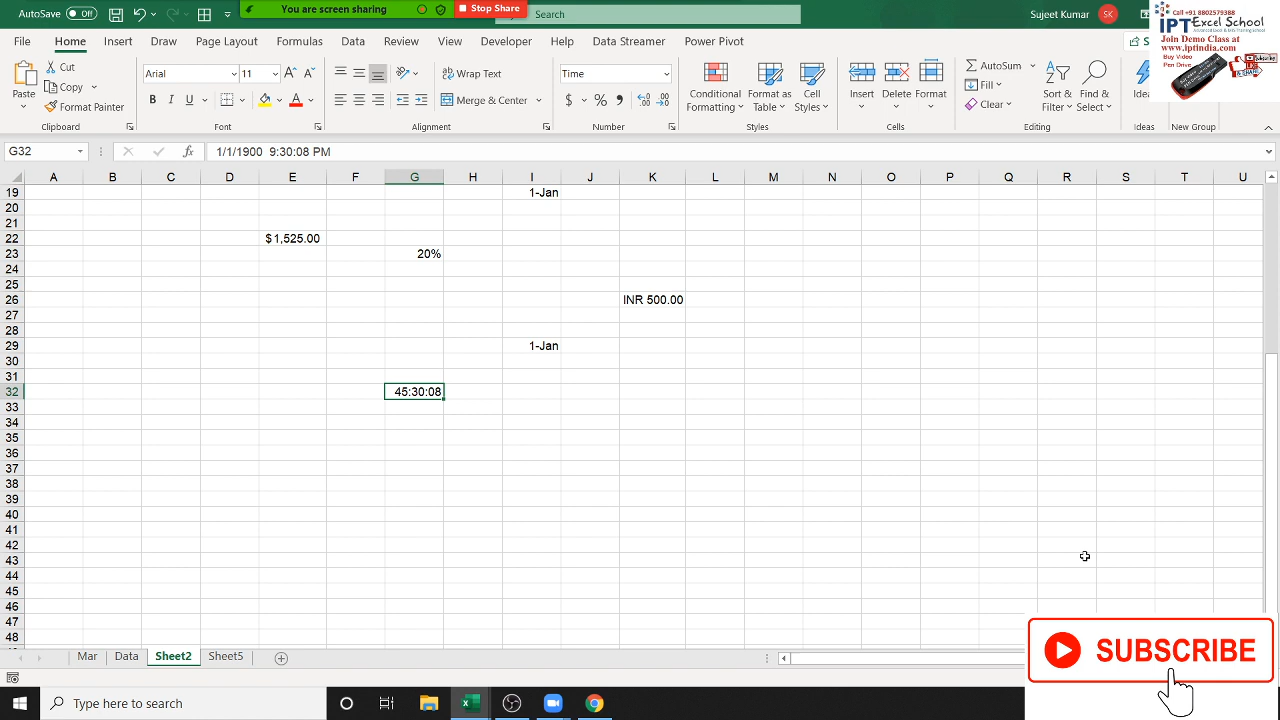 You are screen sharing
Stop Share
AutoSave Off
Search
Sujeet Kumar
SK
Call +91 8802579388
IPT Excel School
Join Demo Class at
www.iptindia.com
Buy Video
Pen Drive
File Home Insert Draw Page Layout Formulas Data Review View Developer Help Data Streamer Power Pivot
Paste
Cut
Copy
Format Painter
Clipboard
Arial 11
B I U
Font
Wrap Text
Merge & Center
Alignment
Time
$ % ,
Number
Conditional Formatting
Format as Table
Cell Styles
Styles
Insert Delete Format
Cells
AutoSum
Fill
Clear
Sort & Filter
Find & Select
Editing
Ideas
New Group
G32
fx
1/1/1900 9:30:08 PM
A B C D E F G H I J K L M N O P Q R S T U
19 1-Jan
20
21
22 $ 1,525.00
23 20%
24
25
26 INR 500.00
27
28
29 1-Jan
30
31
32 45:30:08
33
34
35
36
37
38
39
40
41
42
43
44
45
46
47
48
Mar Data Sheet2 Sheet5
SUBSCRIBE
Type here to search